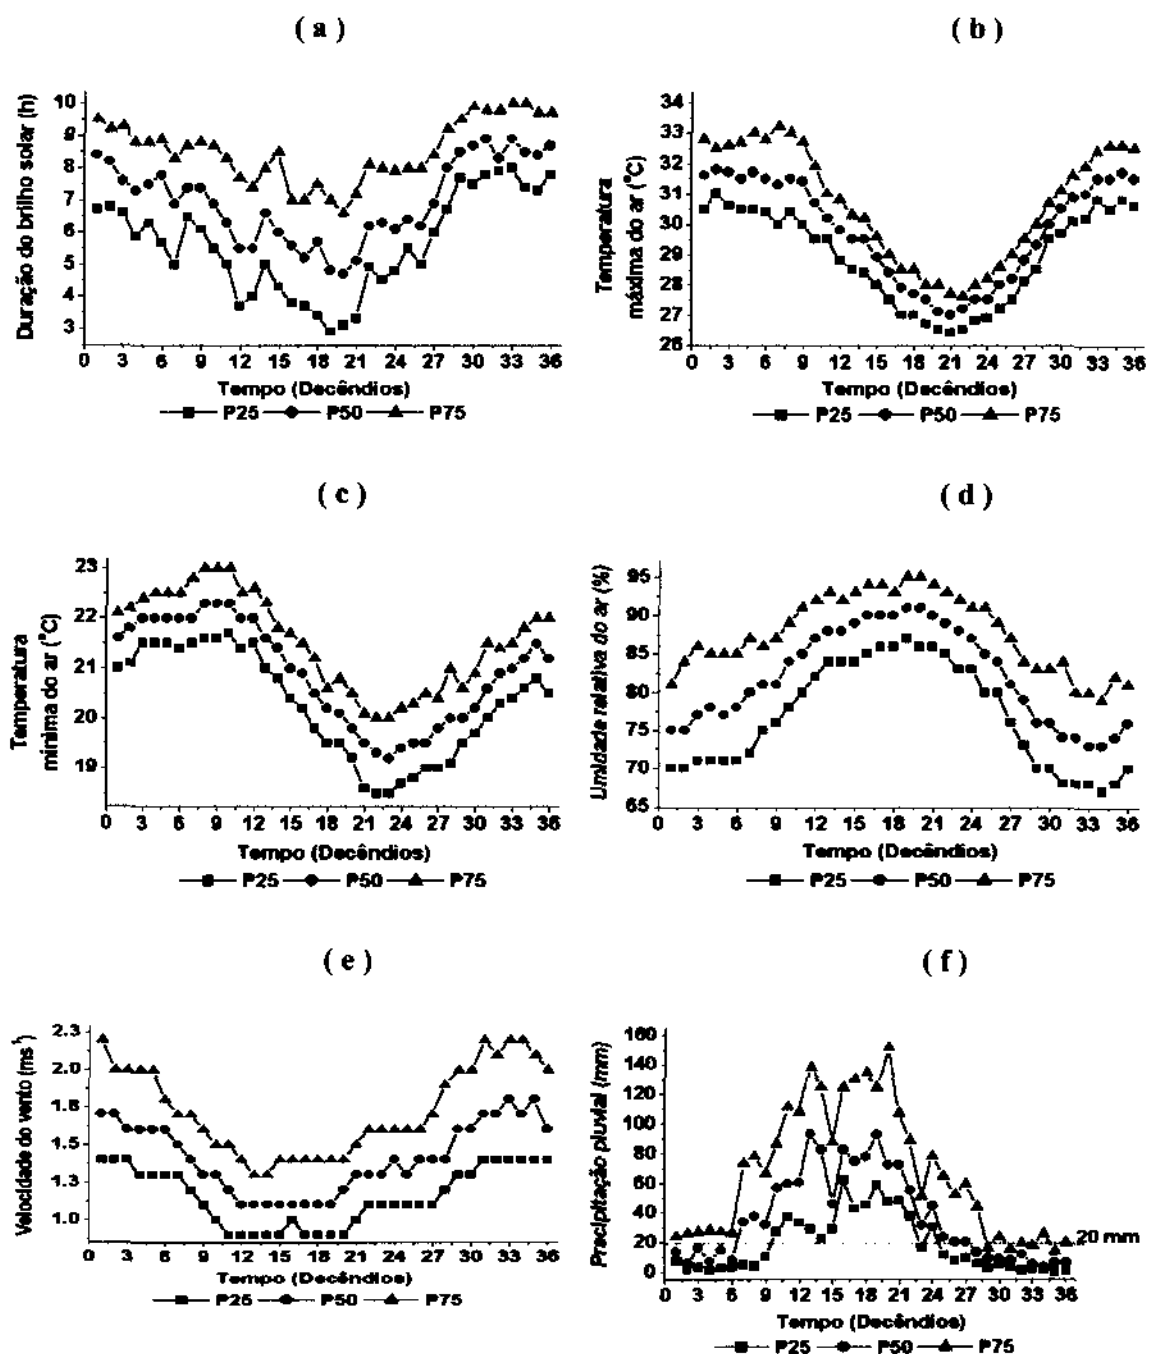 ( a )
Duração do brilho solar (h)
10
9
8
7
6
5
4
3
0 3 6 9 12 15 18 21 24 27 30 33 36
Tempo (Decêndios)
P25 P50 P75
( b )
Temperatura
máxima do ar (°C)
34
33
32
31
30
29
28
27
26
0 3 6 9 12 15 18 21 24 27 30 33 36
Tempo (Decêndios)
P25 P50 P75
( c )
Temperatura
mínima do ar (°C)
23
22
21
20
19
0 3 6 9 12 15 18 21 24 27 30 33 36
Tempo (Decêndios)
P25 P50 P75
( d )
Umidade relativa do ar (%)
95
90
85
80
75
70
65
0 3 6 9 12 15 18 21 24 27 30 33 36
Tempo (Decêndios)
P25 P50 P75
( e )
Velocidade do vento (ms¹)
2.3
2.0
1.8
1.5
1.3
1.0
0 3 6 9 12 15 18 21 24 27 30 33 36
Tempo (Decêndios)
P25 P50 P75
( f )
Precipitação pluvial (mm)
160
140
120
100
80
60
40
20
0
20 mm
0 3 6 9 12 15 18 21 24 27 30 33 36
Tempo (Decêndios)
P25 P50 P75